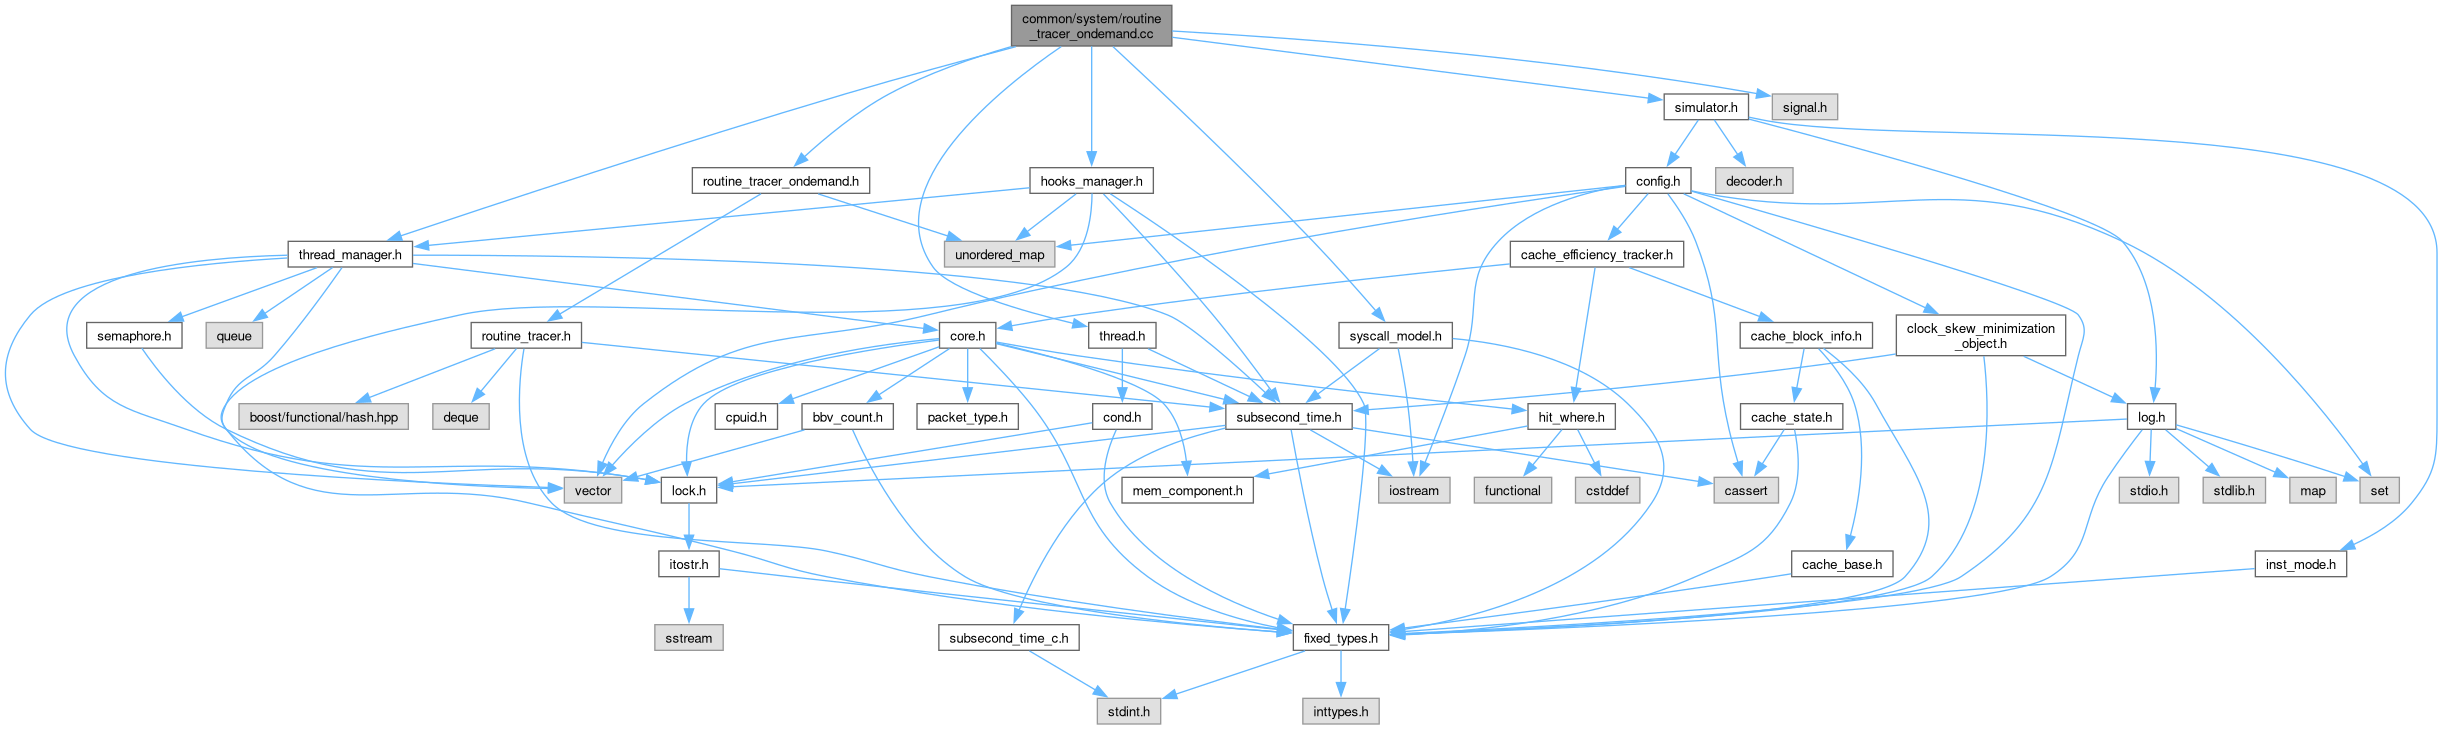 common/system/routine
_tracer_ondemand.cc
simulator.h
signal.h
routine_tracer_ondemand.h
hooks_manager.h
config.h
decoder.h
thread_manager.h
unordered_map
cache_efficiency_tracker.h
semaphore.h
queue
routine_tracer.h
core.h
thread.h
syscall_model.h
cache_block_info.h
clock_skew_minimization
_object.h
boost/functional/hash.hpp
deque
cpuid.h
bbv_count.h
packet_type.h
cond.h
subsecond_time.h
hit_where.h
cache_state.h
log.h
vector
lock.h
mem_component.h
iostream
functional
cstddef
cassert
stdio.h
stdlib.h
map
set
itostr.h
cache_base.h
inst_mode.h
sstream
subsecond_time_c.h
fixed_types.h
stdint.h
inttypes.h